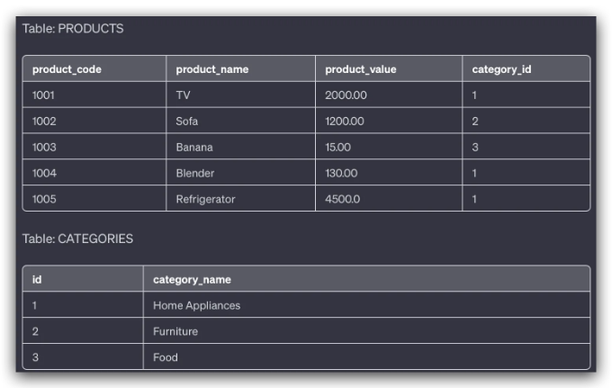 Table: PRODUCTS
product_code product_name product_value category_id
1001 TV 2000.00 1
1002 Sofa 1200.00 2
1003 Banana 15.00 3
1004 Blender 130.00 1
1005 Refrigerator 4500.0 1
Table: CATEGORIES
id category_name
1 Home Appliances
2 Furniture
3 Food